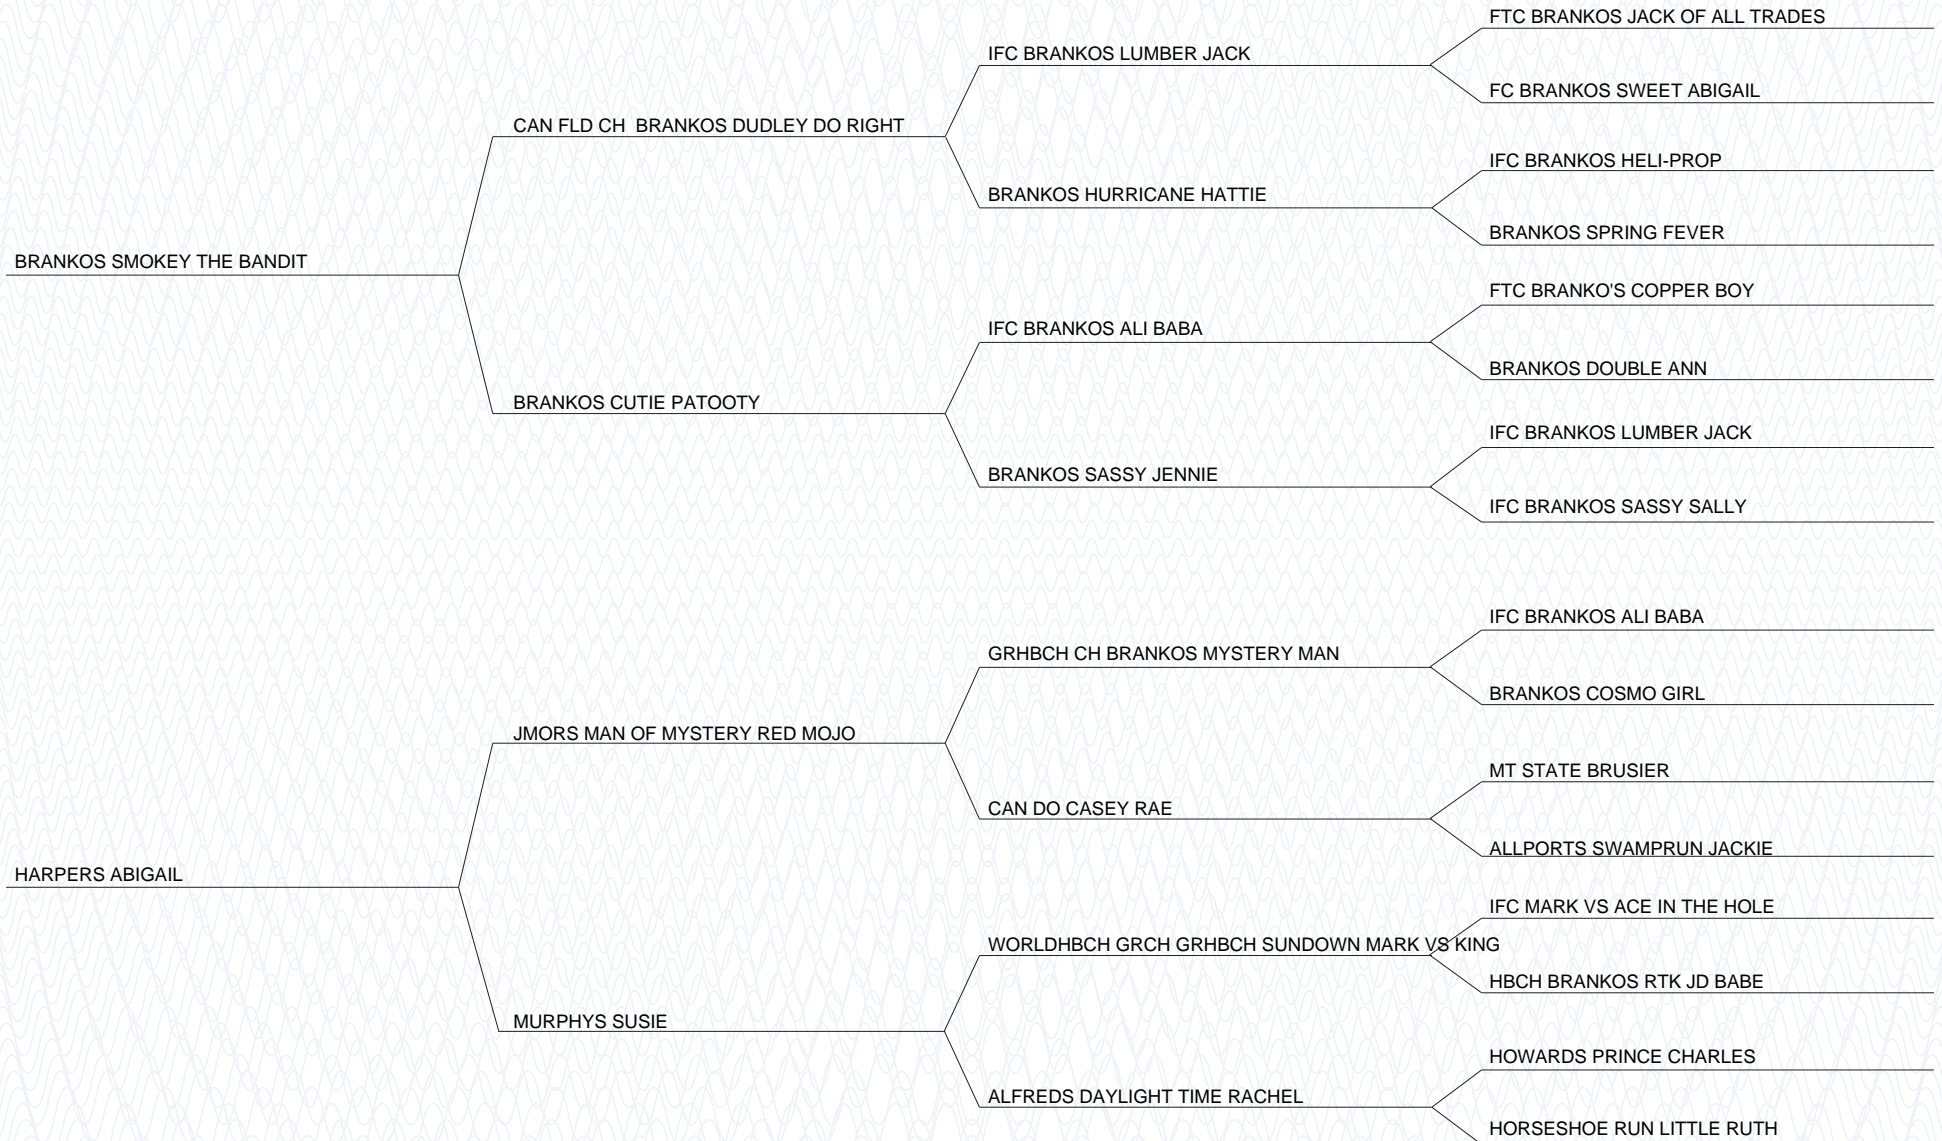 FTC BRANKOS JACK OF ALL TRADES
IFC BRANKOS LUMBER JACK
FC BRANKOS SWEET ABIGAIL
CAN FLD CH  BRANKOS DUDLEY DO RIGHT
IFC BRANKOS HELI-PROP
BRANKOS HURRICANE HATTIE
BRANKOS SPRING FEVER
BRANKOS SMOKEY THE BANDIT
FTC BRANKO'S COPPER BOY
IFC BRANKOS ALI BABA
BRANKOS DOUBLE ANN
BRANKOS CUTIE PATOOTY
IFC BRANKOS LUMBER JACK
BRANKOS SASSY JENNIE
IFC BRANKOS SASSY SALLY
IFC BRANKOS ALI BABA
GRHBCH CH BRANKOS MYSTERY MAN
BRANKOS COSMO GIRL
JMORS MAN OF MYSTERY RED MOJO
MT STATE BRUSIER
CAN DO CASEY RAE
ALLPORTS SWAMPRUN JACKIE
HARPERS ABIGAIL
IFC MARK VS ACE IN THE HOLE
WORLDHBCH GRCH GRHBCH SUNDOWN MARK VS KING
HBCH BRANKOS RTK JD BABE
MURPHYS SUSIE
HOWARDS PRINCE CHARLES
ALFREDS DAYLIGHT TIME RACHEL
HORSESHOE RUN LITTLE RUTH